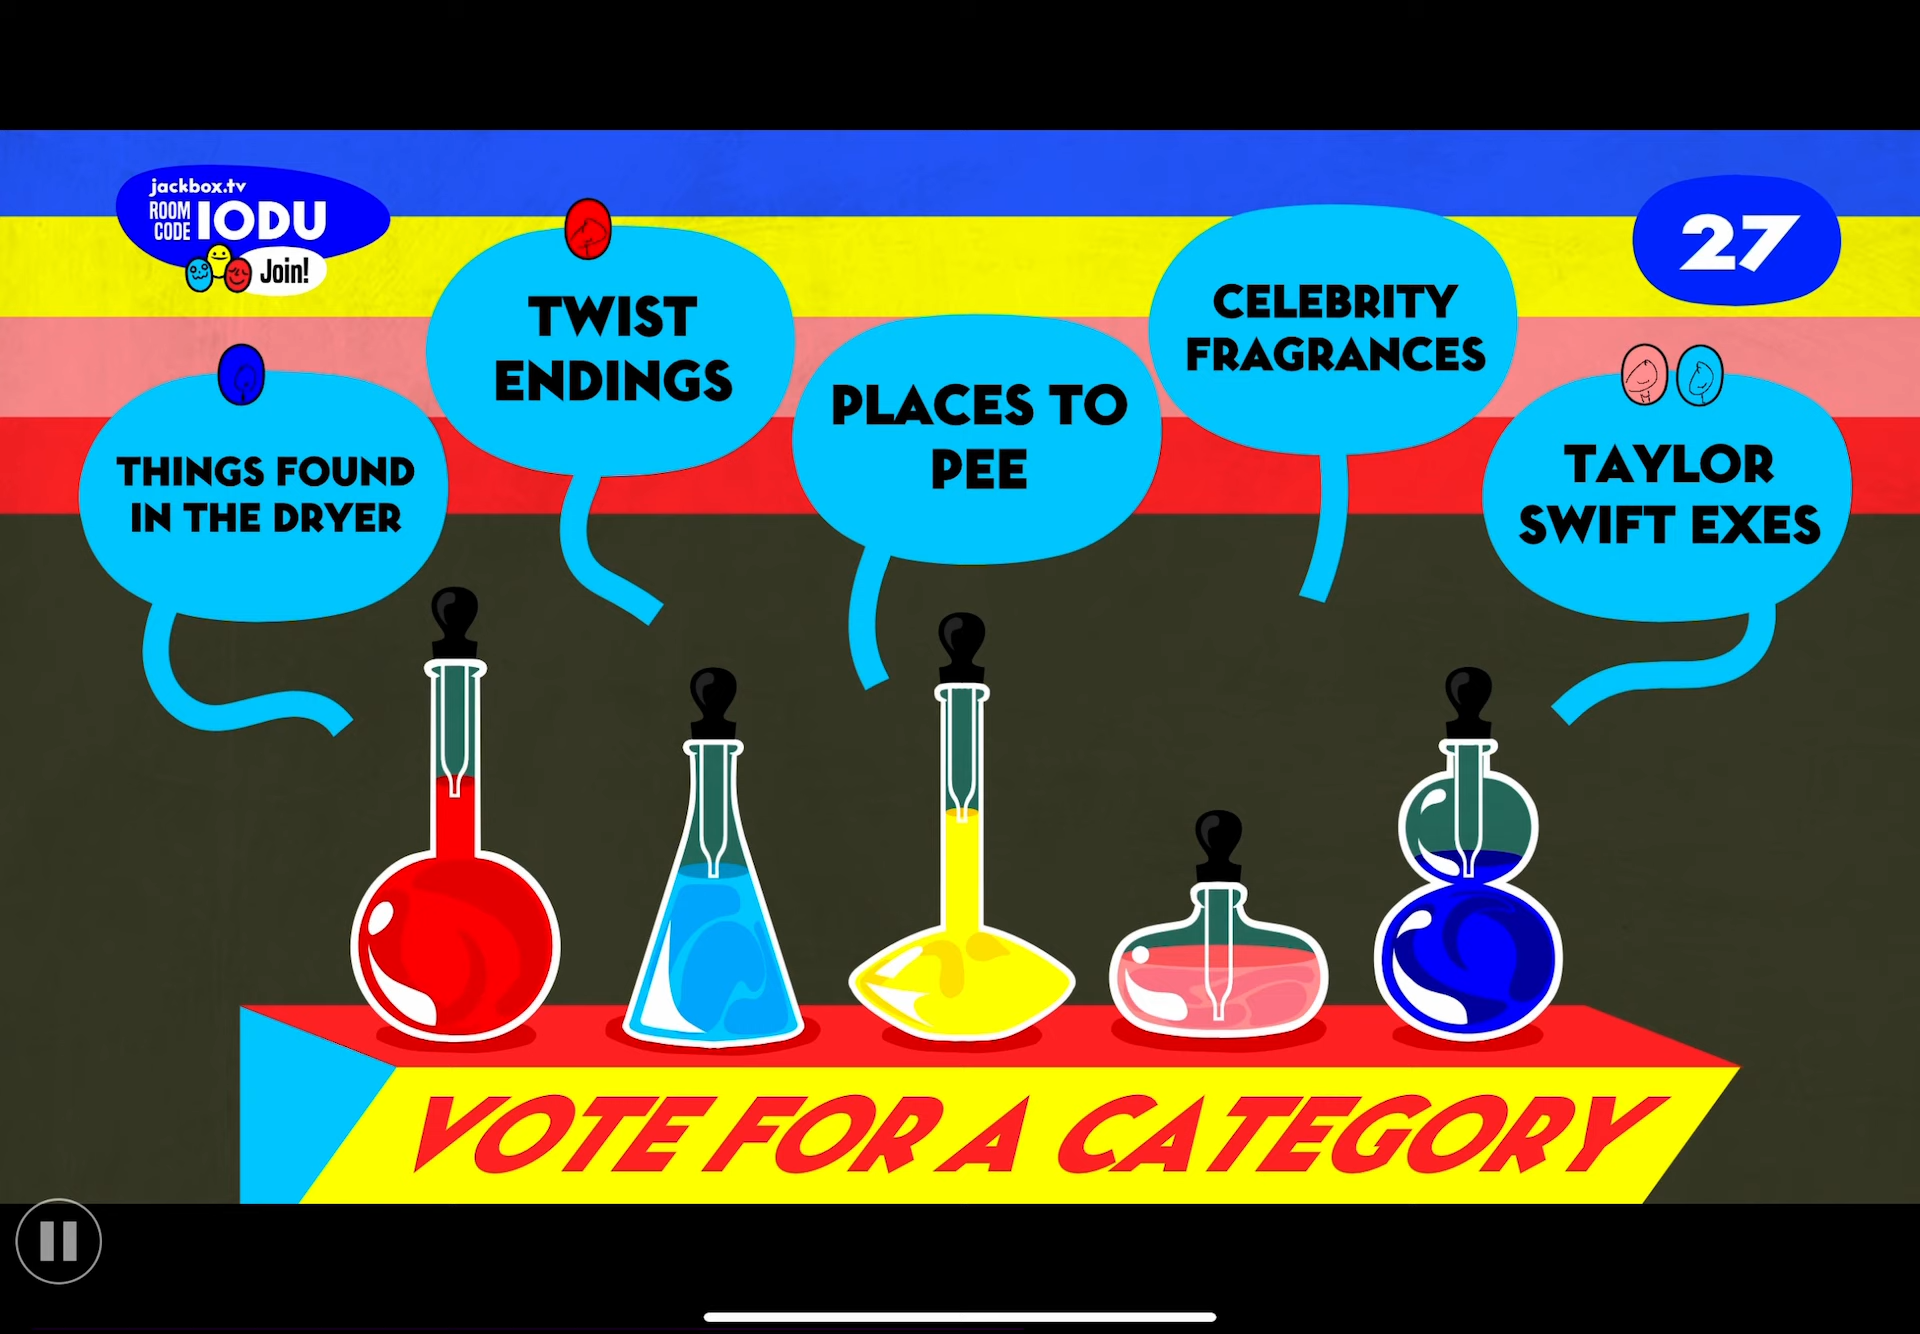 jackbox.tv
ROOM
CODE
IODU
Join!
27
TWIST
ENDINGS
CELEBRITY
FRAGRANCES
PLACES TO
PEE
THINGS FOUND
IN THE DRYER
TAYLOR
SWIFT EXES
VOTE FOR A CATEGORY